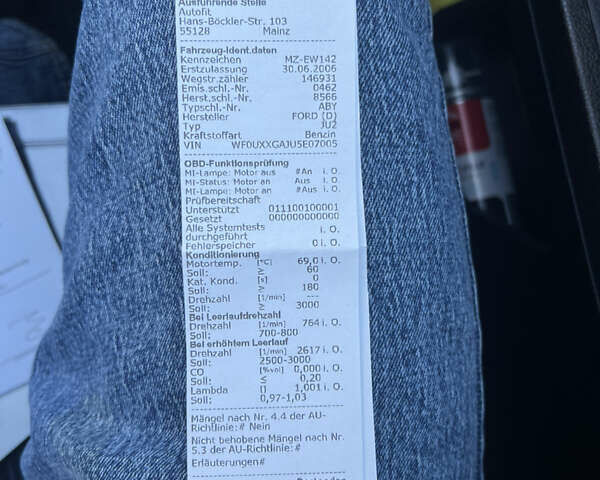 Ausführende Stelle
Autofit
Hans-Böckler-Str. 103
55128 Mainz
Fahrzeug-Ident.daten
Kennzeichen MZ-EW142
Erstzulassung 30.06.2006
Wegstr.zähler 146931
Emis.schl.-Nr. 0462
Herst.schl.-Nr. 8566
Typschl.-Nr. ABY
Hersteller FORD (D)
Typ JU2
Kraftstoffart Benzin
VIN WF0UXXGAJU5E07005
OBD-Funktionsprüfung
MI-Lampe: Motor aus #An i. O.
MI-Status: Motor an Aus i. O.
MI-Lampe: Motor an #Aus i. O.
Prüfbereitschaft
Unterstützt 011100100001
Gesetzt 000000000000
Alle Systemtests
durchgeführt i. O.
Fehlerspeicher 0 i. O.
Konditionierung
Motortemp. [°C] 69,0 i. O.
Soll: ≥ 60
Kat. Kond. [s] 0
Soll: ≥ 180
Drehzahl [1/min] ---
Soll: ≥ 3000
Bei Leerlaufdrehzahl
Drehzahl [1/min] 764 i. O.
Soll: 700-800
Bei erhöhtem Leerlauf
Drehzahl [1/min] 2617 i. O.
Soll: 2500-3000
CO [%vol] 0,000 i. O.
Soll: ≤ 0,20
Lambda [] 1,001 i. O.
Soll: 0,97-1,03
Mängel nach Nr. 4.4 der AU-
Richtlinie:# Nein
Nicht behobene Mängel nach Nr.
5.3 der AU-Richtlinie:#
Erläuterungen#